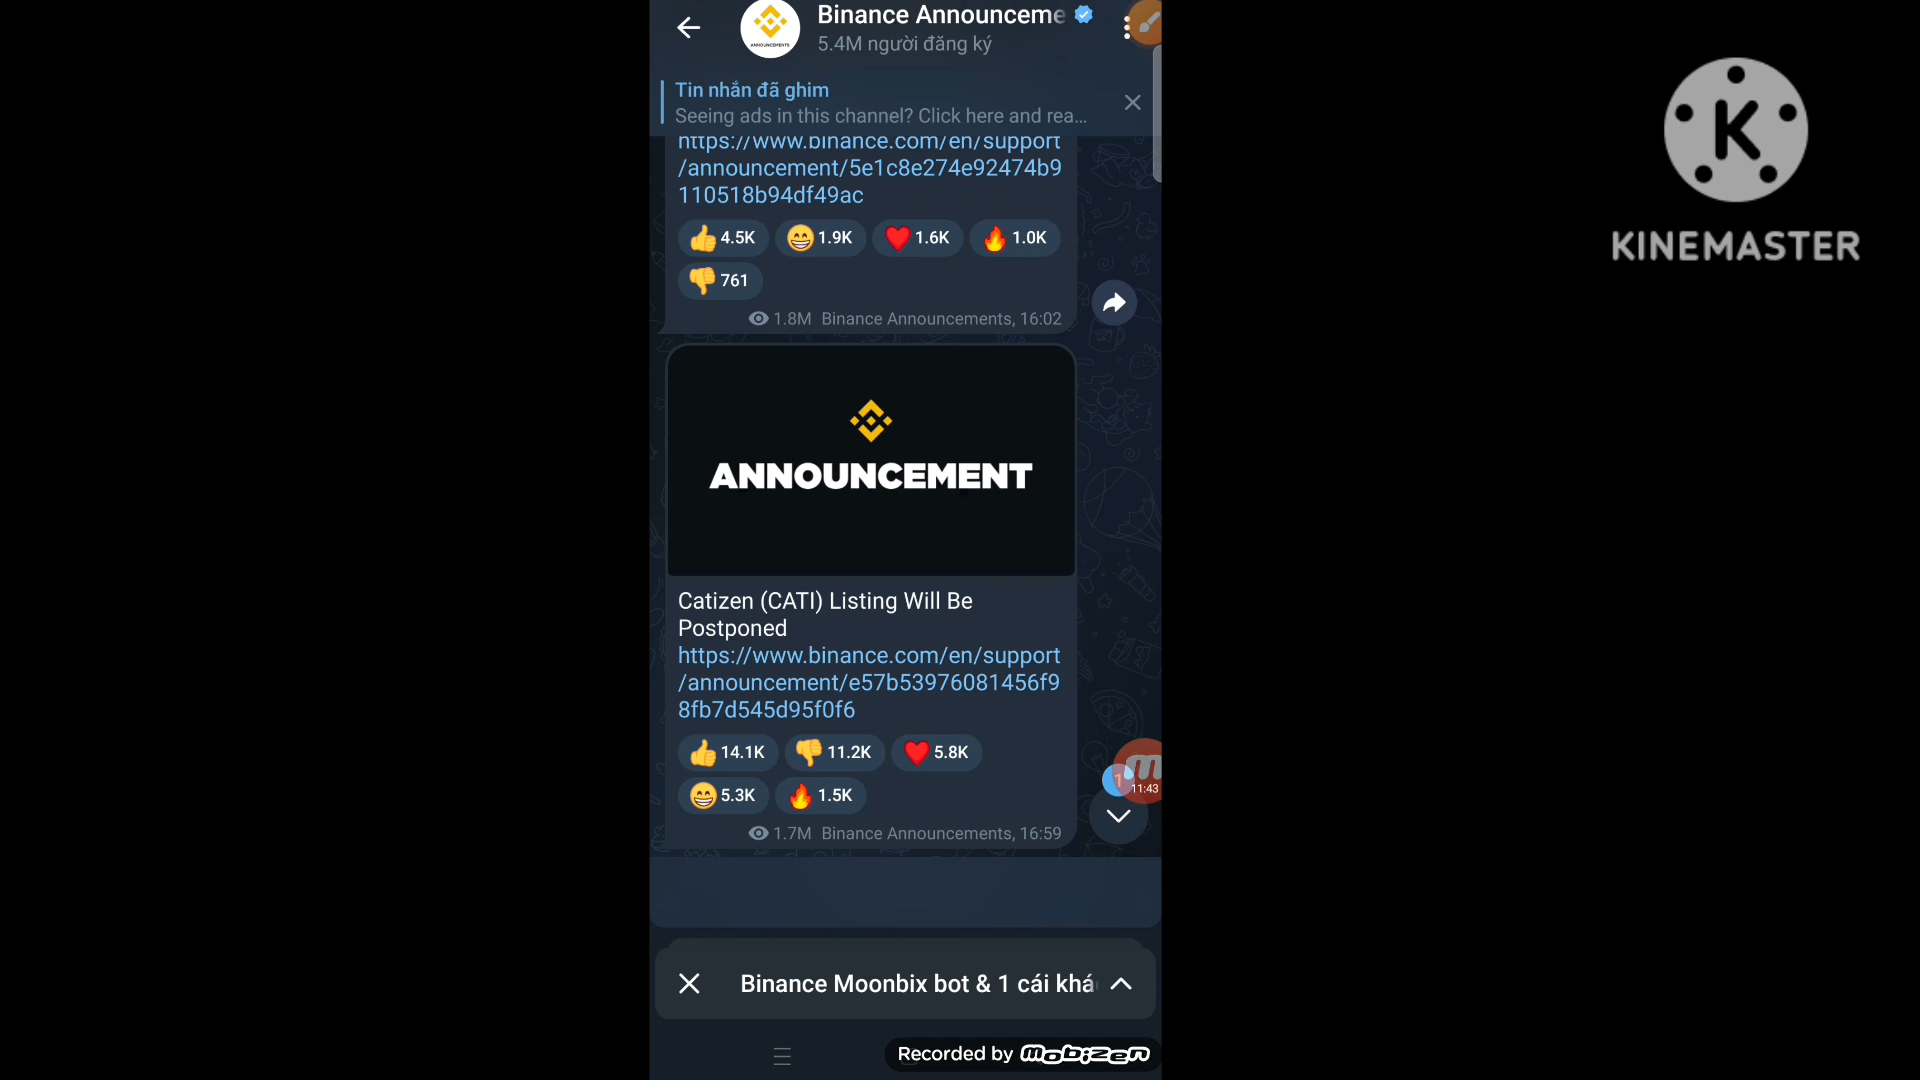 Binance Announceme
5.4M người đăng ký
ANNOUNCEMENTS
Tin nhắn đã ghim
Seeing ads in this channel? Click here and rea...
https://www.binance.com/en/support
/announcement/5e1c8e274e92474b9
110518b94df49ac
4.5K 1.9K 1.6K 1.0K
761
1.8M Binance Announcements, 16:02
ANNOUNCEMENT
Catizen (CATI) Listing Will Be
Postponed
https://www.binance.com/en/support
/announcement/e57b53976081456f9
8fb7d545d95f0f6
14.1K 11.2K 5.8K
5.3K 1.5K
1
11:43
1.7M Binance Announcements, 16:59
Binance Moonbix bot & 1 cái khá
Recorded by mobizen
K
KINEMASTER